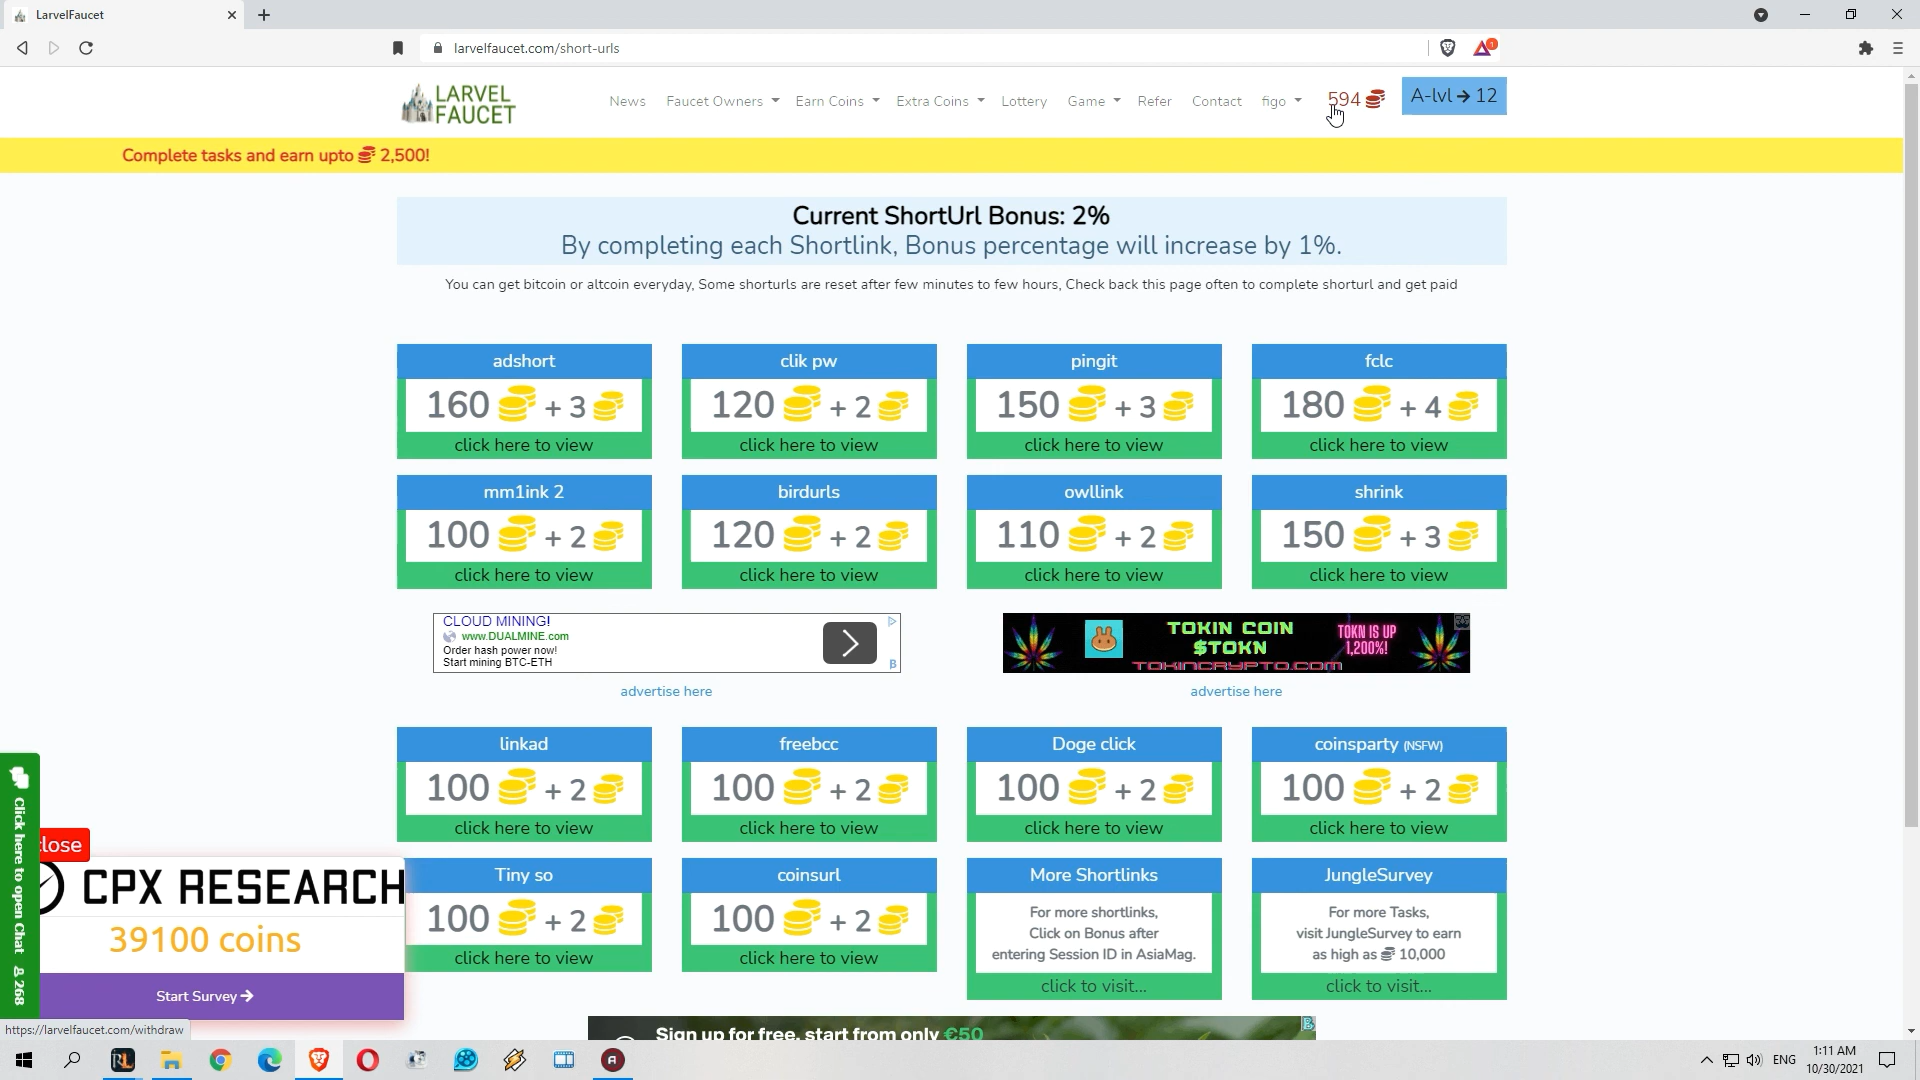 LarvelFaucet
larvelfaucet.com/short-urls
1
LARVEL
FAUCET
News
Faucet Owners
Earn Coins
Extra Coins
Lottery
Game
Refer
Contact
figo
594
A-lvl → 12
Complete tasks and earn upto 2,500!
Current ShortUrl Bonus: 2%
By completing each Shortlink, Bonus percentage will increase by 1%.
You can get bitcoin or altcoin everyday, Some shorturls are reset after few minutes to few hours, Check back this page often to complete shorturl and get paid
adshort
160 + 3
click here to view
clik pw
120 + 2
click here to view
pingit
150 + 3
click here to view
fclc
180 + 4
click here to view
mm1ink 2
100 + 2
click here to view
birdurls
120 + 2
click here to view
owllink
110 + 2
click here to view
shrink
150 + 3
click here to view
CLOUD MINING!
www.DUALMINE.com
Order hash power now!
Start mining BTC-ETH
B
TOKIN COIN
$TOKN
TOKINCRYPTO.COM
TOKN IS UP
1,200%!
advertise here
advertise here
linkad
100 + 2
click here to view
freebcc
100 + 2
click here to view
Doge click
100 + 2
click here to view
coinsparty (NSFW)
100 + 2
click here to view
Tiny so
100 + 2
click here to view
coinsurl
100 + 2
click here to view
More Shortlinks
For more shortlinks,
Click on Bonus after
entering Session ID in AsiaMag.
click to visit...
JungleSurvey
For more Tasks,
visit JungleSurvey to earn
as high as 10,000
click to visit...
Click here to open Chat 268
close
CPX RESEARCH
39100 coins
Start Survey →
Sign up for free, start from only €50
B
https://larvelfaucet.com/withdraw
RL
A
ENG
1:11 AM
10/30/2021